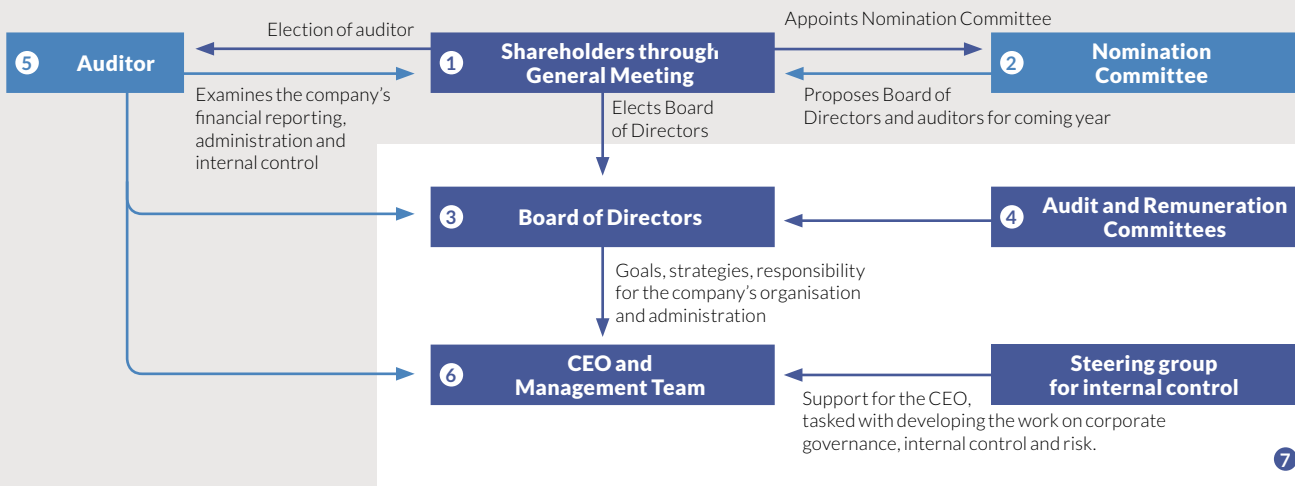 Election of auditor
Appoints Nomination Committee
5 Auditor
1 Shareholders through
General Meeting
2 Nomination
Committee
Examines the company's
financial reporting,
administration and
internal control
Elects Board
of Directors
Proposes Board of
Directors and auditors for coming year
3 Board of Directors
4 Audit and Remuneration
Committees
Goals, strategies, responsibility
for the company's organisation
and administration
6 CEO and
Management Team
Steering group
for internal control
Support for the CEO,
tasked with developing the work on corporate
governance, internal control and risk.
7